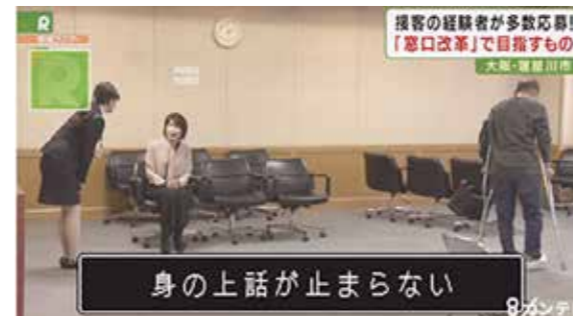 R
R
接客の経験者が多数応募
「窓口改革」で目指すもの
大阪・寝屋川市
身の上話が止まらない
8カンテレ